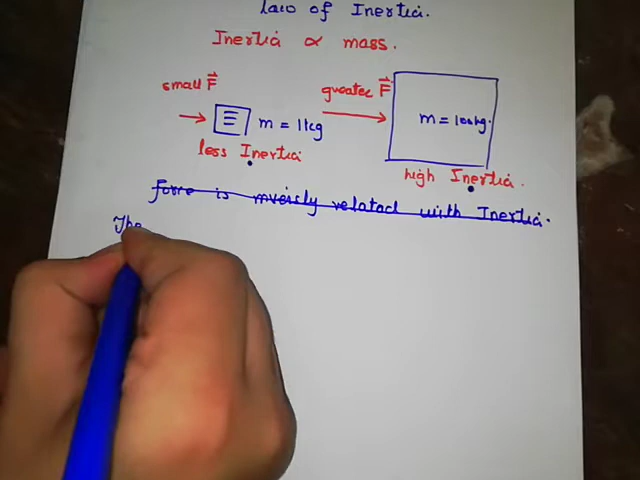 law of Inertia.
Inertia ∝ mass.
small F⃗
greater F⃗
m = 1kg
m = 100kg.
less Inertia
high Inertia.
force is inversly related with Inertia.
The